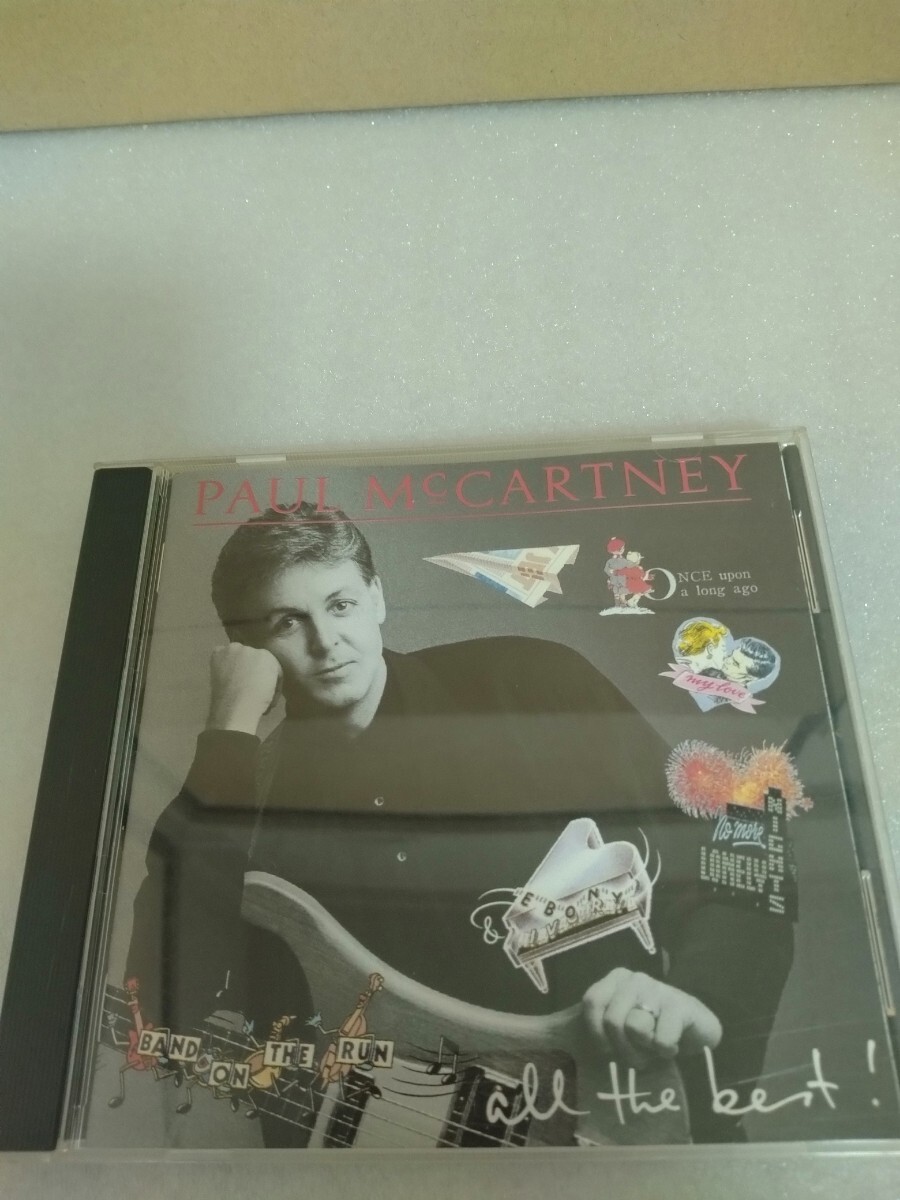 PAUL McCARTNEY
ONCE upon
a long ago
my love
No more
LONELY
NIGHTS
EBONY
& IVORY
BAND
ON
THE
RUN
all the best!